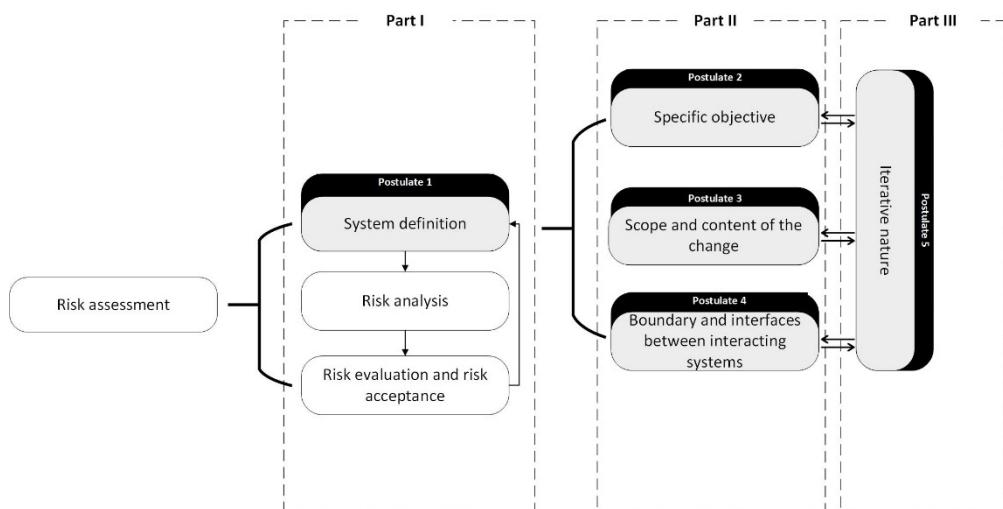 Part I
Part II
Part III
Risk assessment
Postulate 1
System definition
Risk analysis
Risk evaluation and risk
acceptance
Postulate 2
Specific objective
Postulate 3
Scope and content of the
change
Postulate 4
Boundary and interfaces
between interacting
systems
Iterative nature
Postulate 5